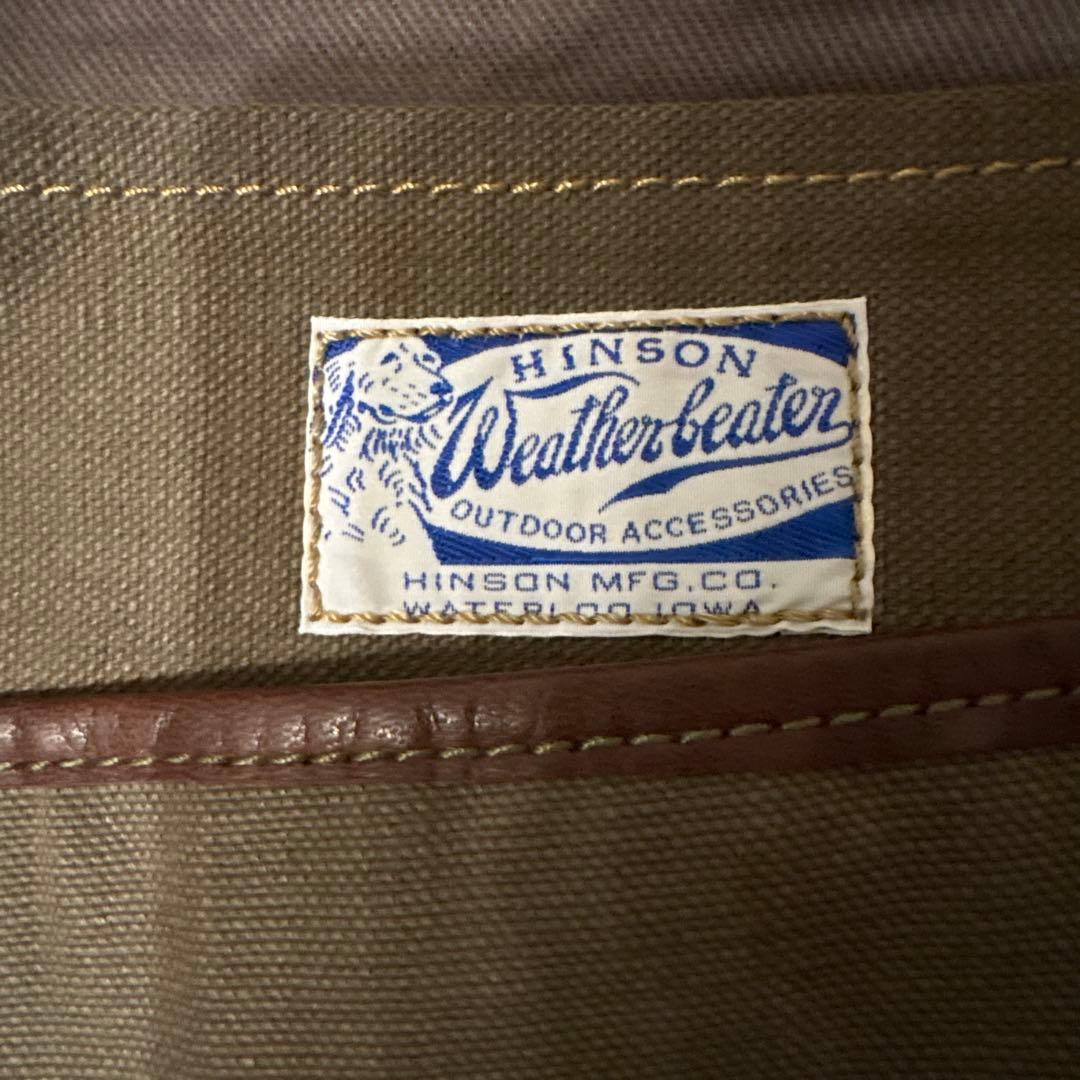 HINSON
Weatherbeater
OUTDOOR ACCESSORIES
HINSON MFG.CO.
WATERLOO IOWA